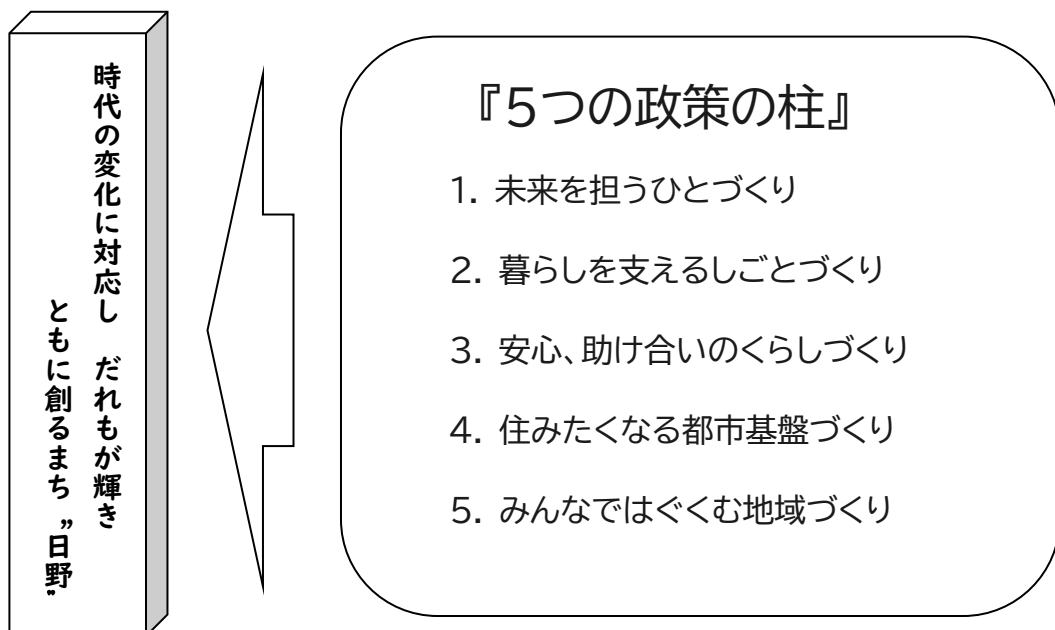 時代の変化に対応し　だれもが輝き
ともに創るまち〝日野〟
『5つの政策の柱』
1. 未来を担うひとづくり
2. 暮らしを支えるしごとづくり
3. 安心、助け合いのくらしづくり
4. 住みたくなる都市基盤づくり
5. みんなではぐくむ地域づくり